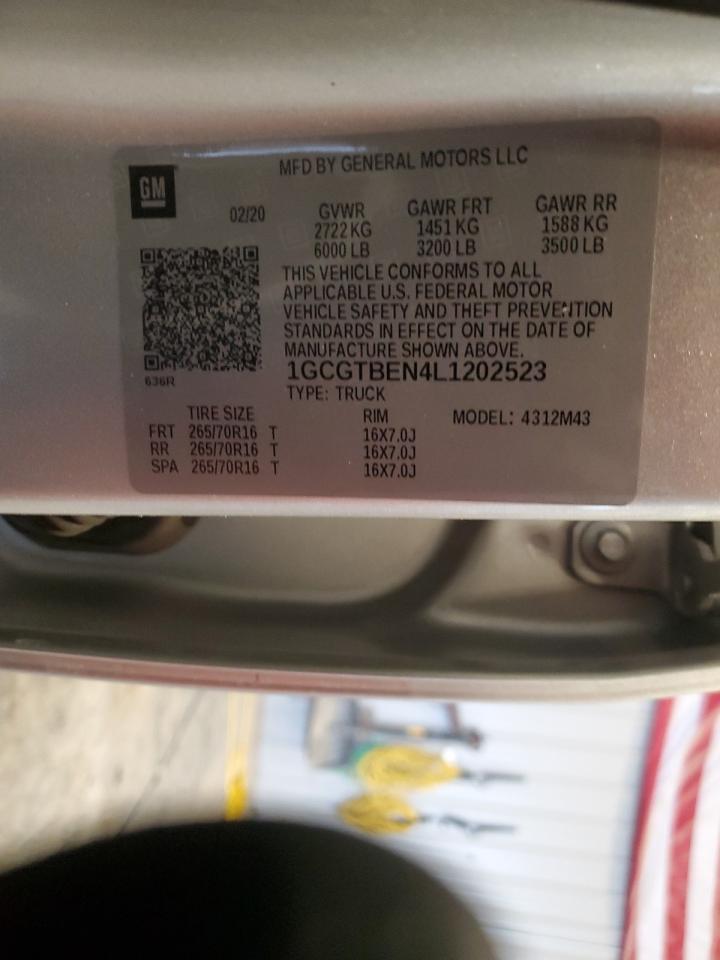 MFD BY GENERAL MOTORS LLC
GM
02/20
GVWR GAWR FRT GAWR RR
2722 KG 1451 KG 1588 KG
6000 LB 3200 LB 3500 LB
THIS VEHICLE CONFORMS TO ALL
APPLICABLE U.S. FEDERAL MOTOR
VEHICLE SAFETY AND THEFT PREVENTION
STANDARDS IN EFFECT ON THE DATE OF
MANUFACTURE SHOWN ABOVE.
636R
1GCGTBEN4L1202523
TYPE: TRUCK
TIRE SIZE RIM MODEL: 4312M43
FRT 265/70R16 T 16X7.0J
RR 265/70R16 T 16X7.0J
SPA 265/70R16 T 16X7.0J